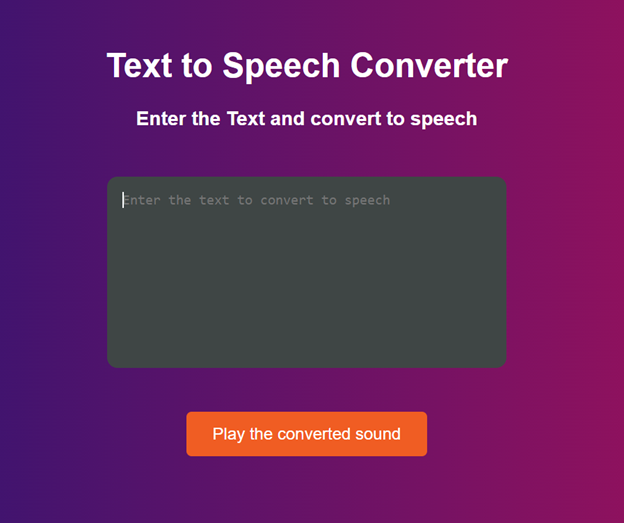 Text to Speech Converter
Enter the Text and convert to speech
Enter the text to convert to speech
Play the converted sound